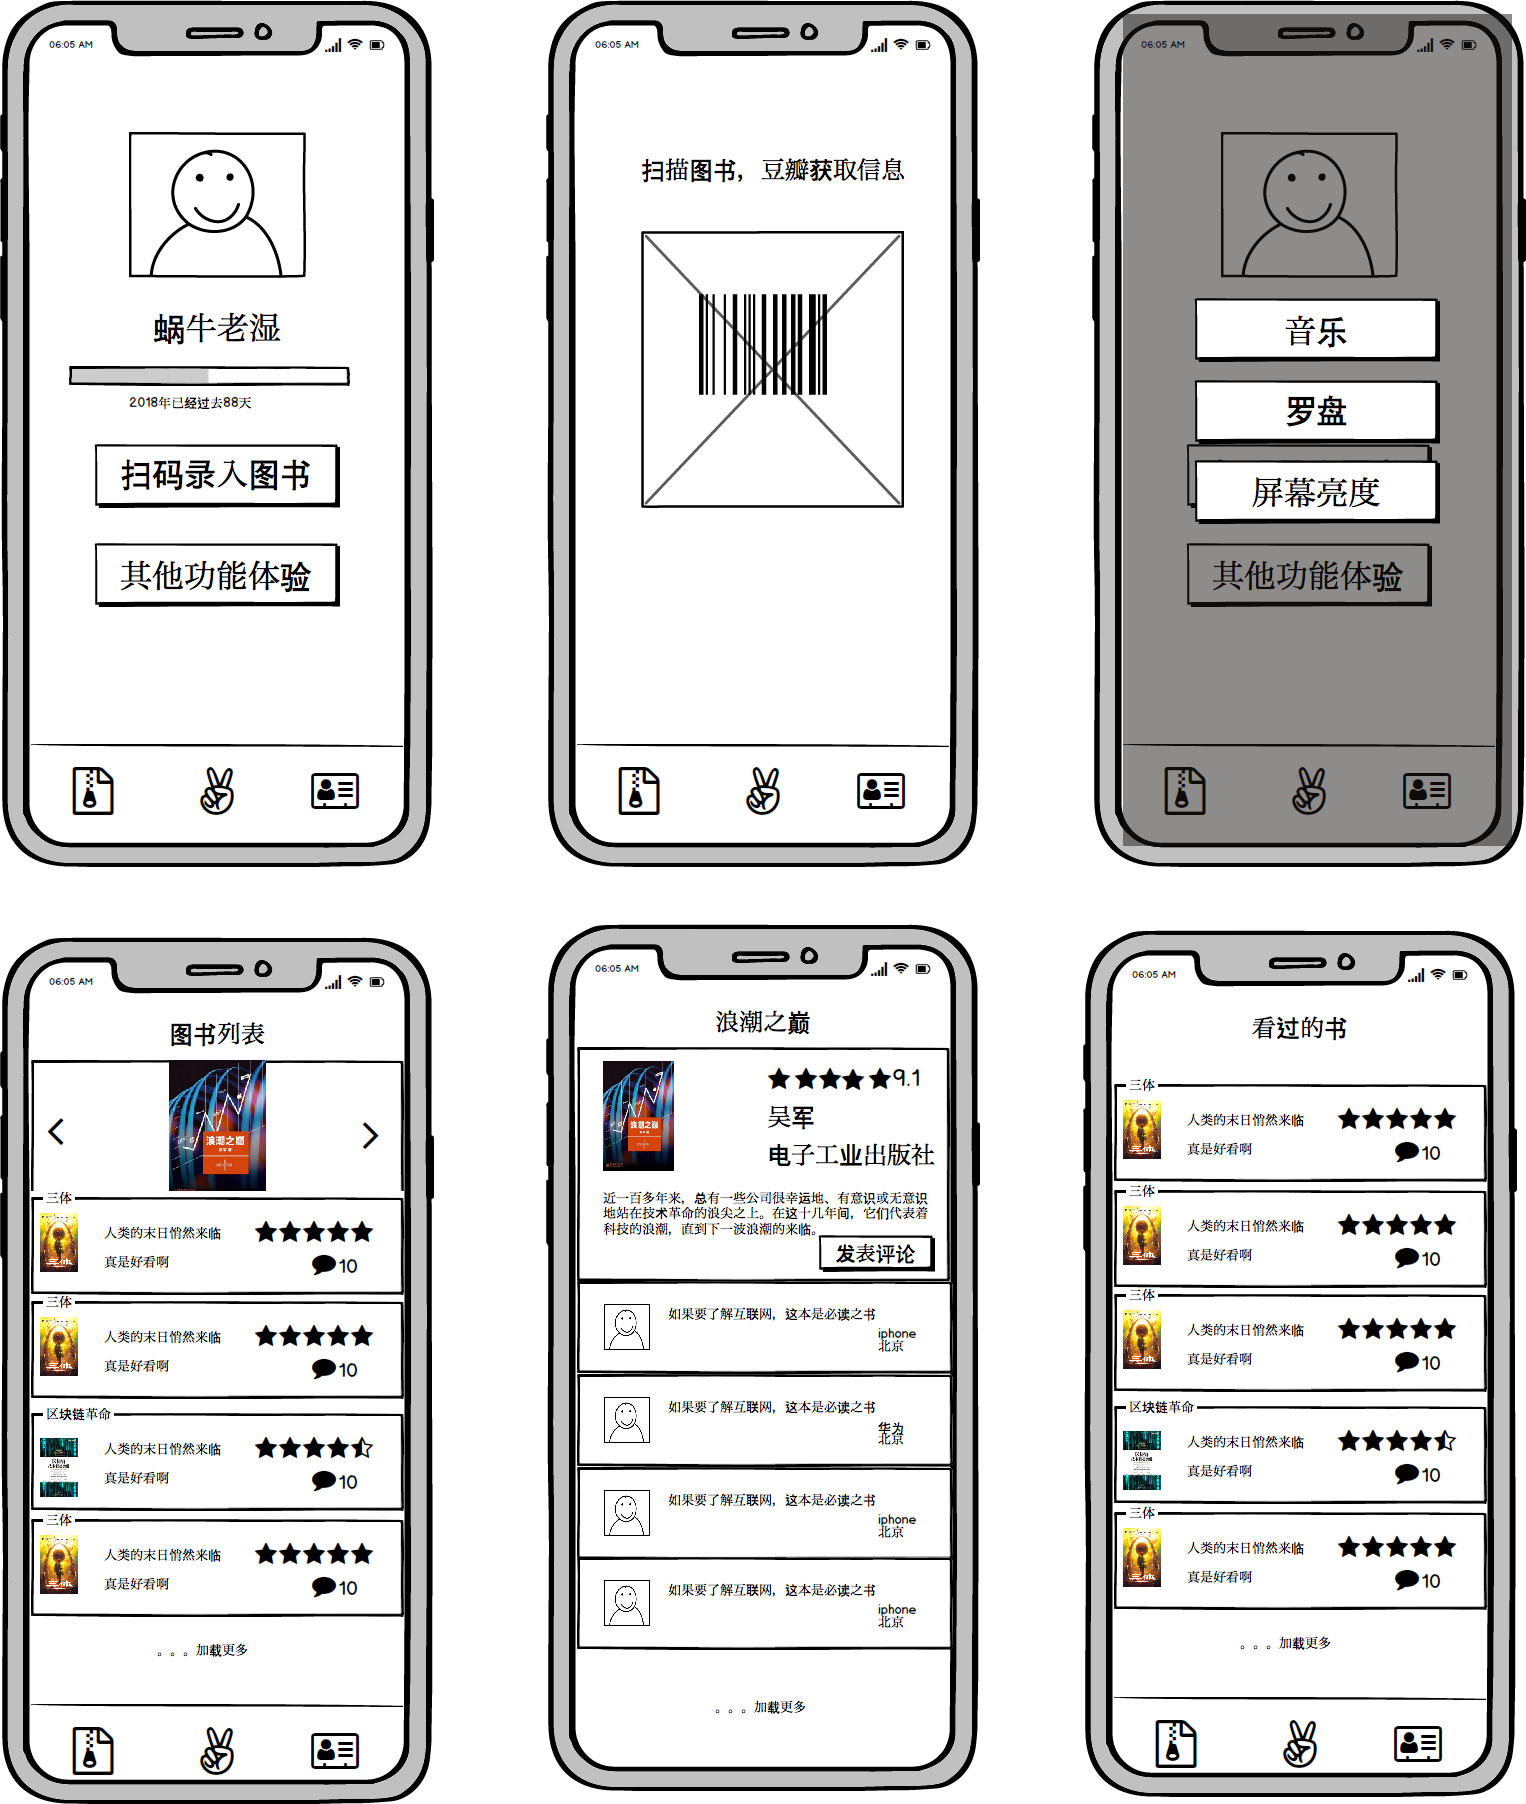 06:05 AM
蜗牛老湿
2018年已经过去88天
扫码录入图书
其他功能体验
06:05 AM
扫描图书，豆瓣获取信息
06:05 AM
音乐
罗盘
屏幕亮度
其他功能体验
06:05 AM
图书列表
浪潮之巅
三体
人类的末日悄然来临
真是好看啊
10
三体
人类的末日悄然来临
真是好看啊
10
区块链革命
人类的末日悄然来临
真是好看啊
10
三体
人类的末日悄然来临
真是好看啊
10
。。。加载更多
06:05 AM
浪潮之巅
浪潮之巅
9.1
吴军
电子工业出版社
近一百多年来，总有一些公司很幸运地、有意识或无意识
地站在技术革命的浪尖之上。在这十几年间，它们代表着
科技的浪潮，直到下一波浪潮的来临。
发表评论
如果要了解互联网，这本是必读之书
iphone
北京
如果要了解互联网，这本是必读之书
华为
北京
如果要了解互联网，这本是必读之书
iphone
北京
如果要了解互联网，这本是必读之书
iphone
北京
。。。加载更多
06:05 AM
看过的书
三体
人类的末日悄然来临
真是好看啊
10
三体
人类的末日悄然来临
真是好看啊
10
三体
人类的末日悄然来临
真是好看啊
10
区块链革命
人类的末日悄然来临
真是好看啊
10
三体
人类的末日悄然来临
真是好看啊
10
。。。加载更多